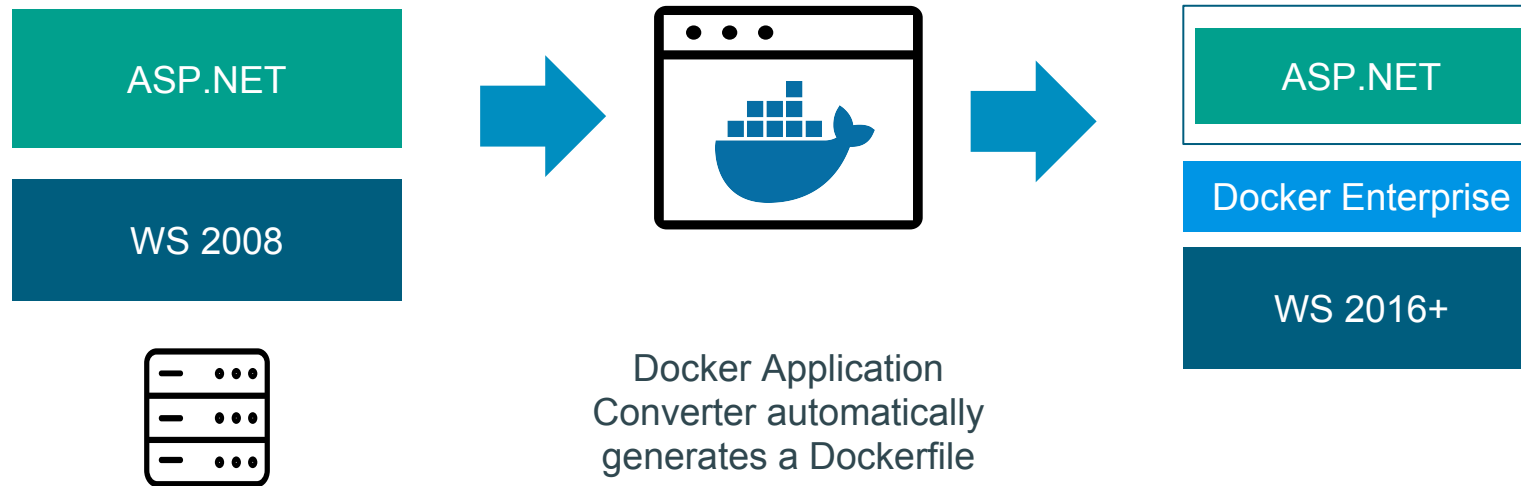 ASP.NET
WS 2008
Docker Application
Converter automatically
generates a Dockerfile
ASP.NET
Docker Enterprise
WS 2016+